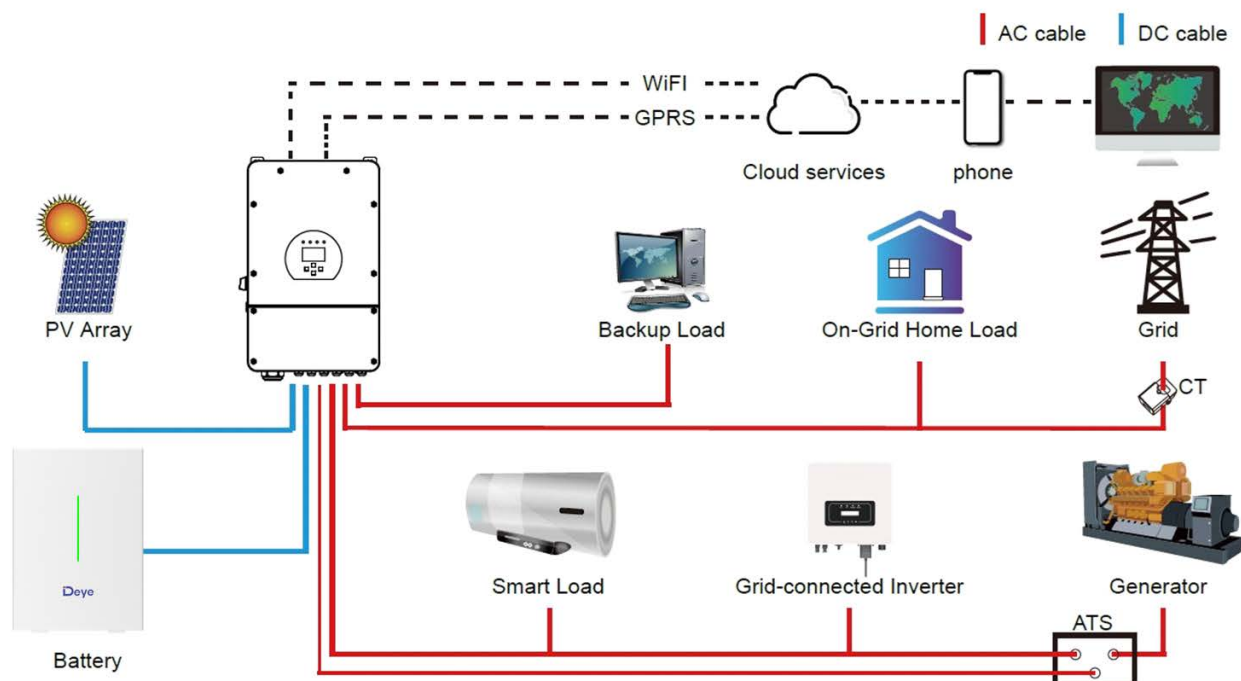 AC cable
DC cable
WiFI
GPRS
Cloud services
phone
PV Array
Backup Load
On-Grid Home Load
Grid
CT
Deye
Battery
Smart Load
Grid-connected Inverter
Generator
ATS